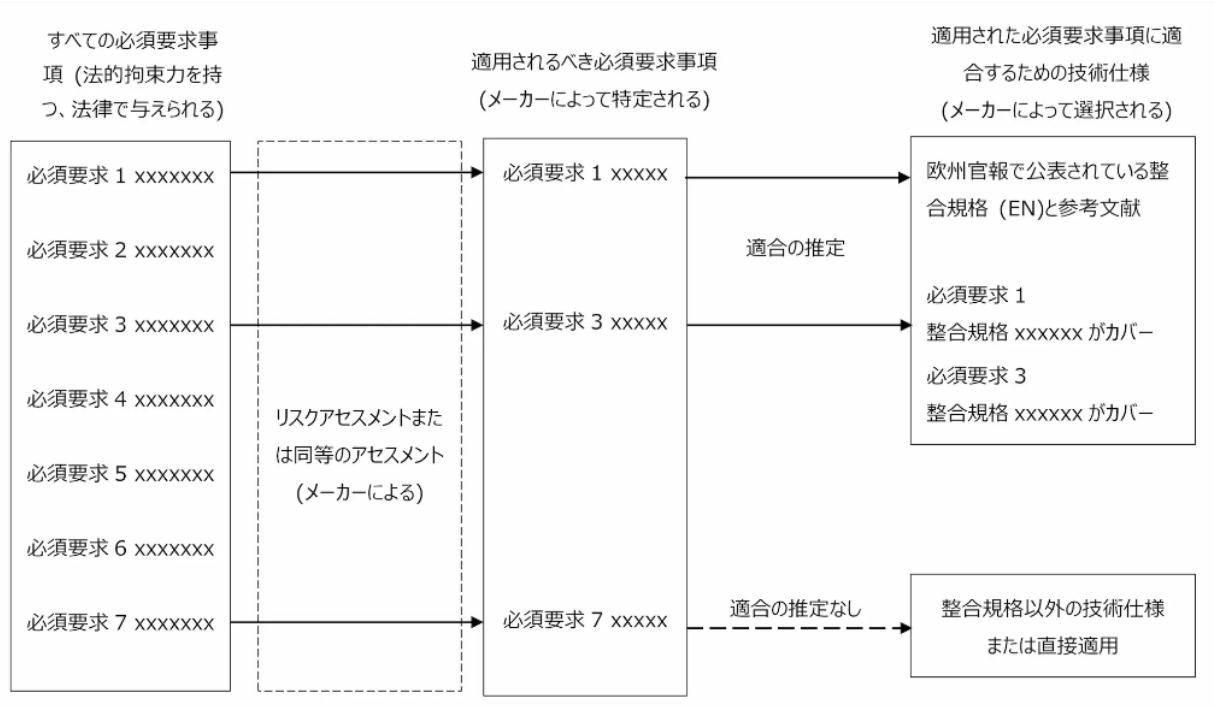 すべての必須要求事
項 (法的拘束力を持
つ、法律で与えられる)
必須要求 1 xxxxxxx
必須要求 2 xxxxxxx
必須要求 3 xxxxxxx
必須要求 4 xxxxxxx
必須要求 5 xxxxxxx
必須要求 6 xxxxxxx
必須要求 7 xxxxxxx
リスクアセスメントまた
は同等のアセスメント
(メーカーによる)
適用されるべき必須要求事項
(メーカーによって特定される)
必須要求 1 xxxxx
必須要求 3 xxxxx
必須要求 7 xxxxx
適合の推定
適合の推定なし
適用された必須要求事項に適
合するための技術仕様
(メーカーによって選択される)
欧州官報で公表されている整
合規格 (EN)と参考文献
必須要求 1
整合規格 xxxxxx がカバー
必須要求 3
整合規格 xxxxxx がカバー
整合規格以外の技術仕様
または直接適用